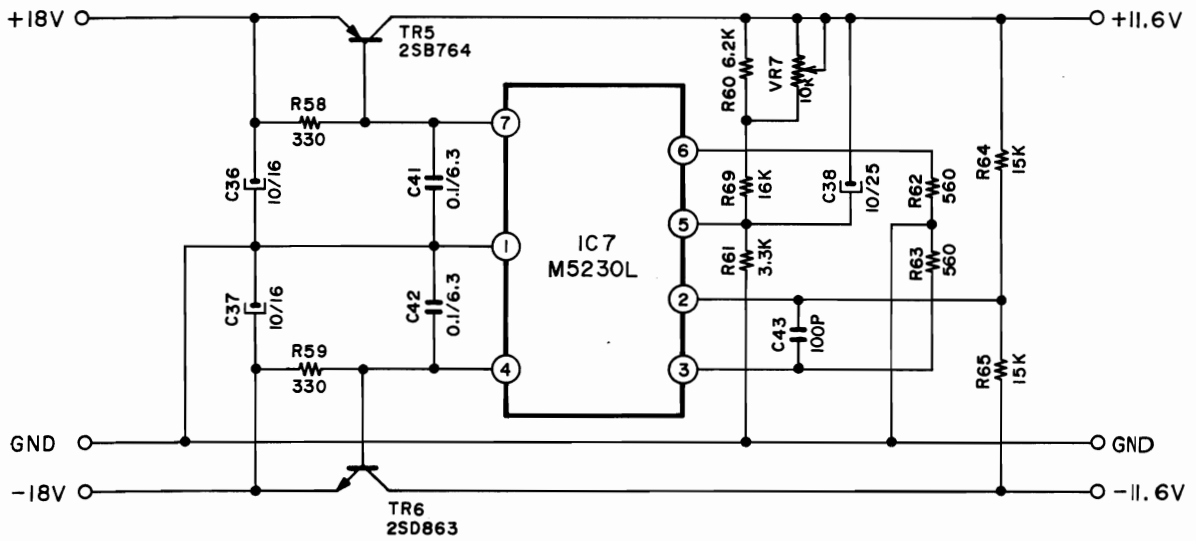 +18V
+11.6V
TR5
2SB764
R60 6.2K
VR7
10K
R58
330
7
6
C36
10/16
C41
0.1/6.3
R69
16K
C38
10/25
R62
560
R64
15K
5
1
IC7
M5230L
R61
3.3K
R63
560
C37
10/16
C42
0.1/6.3
2
C43
100P
R59
330
4
3
R65
15K
GND
GND
-18V
-11.6V
TR6
2SD863